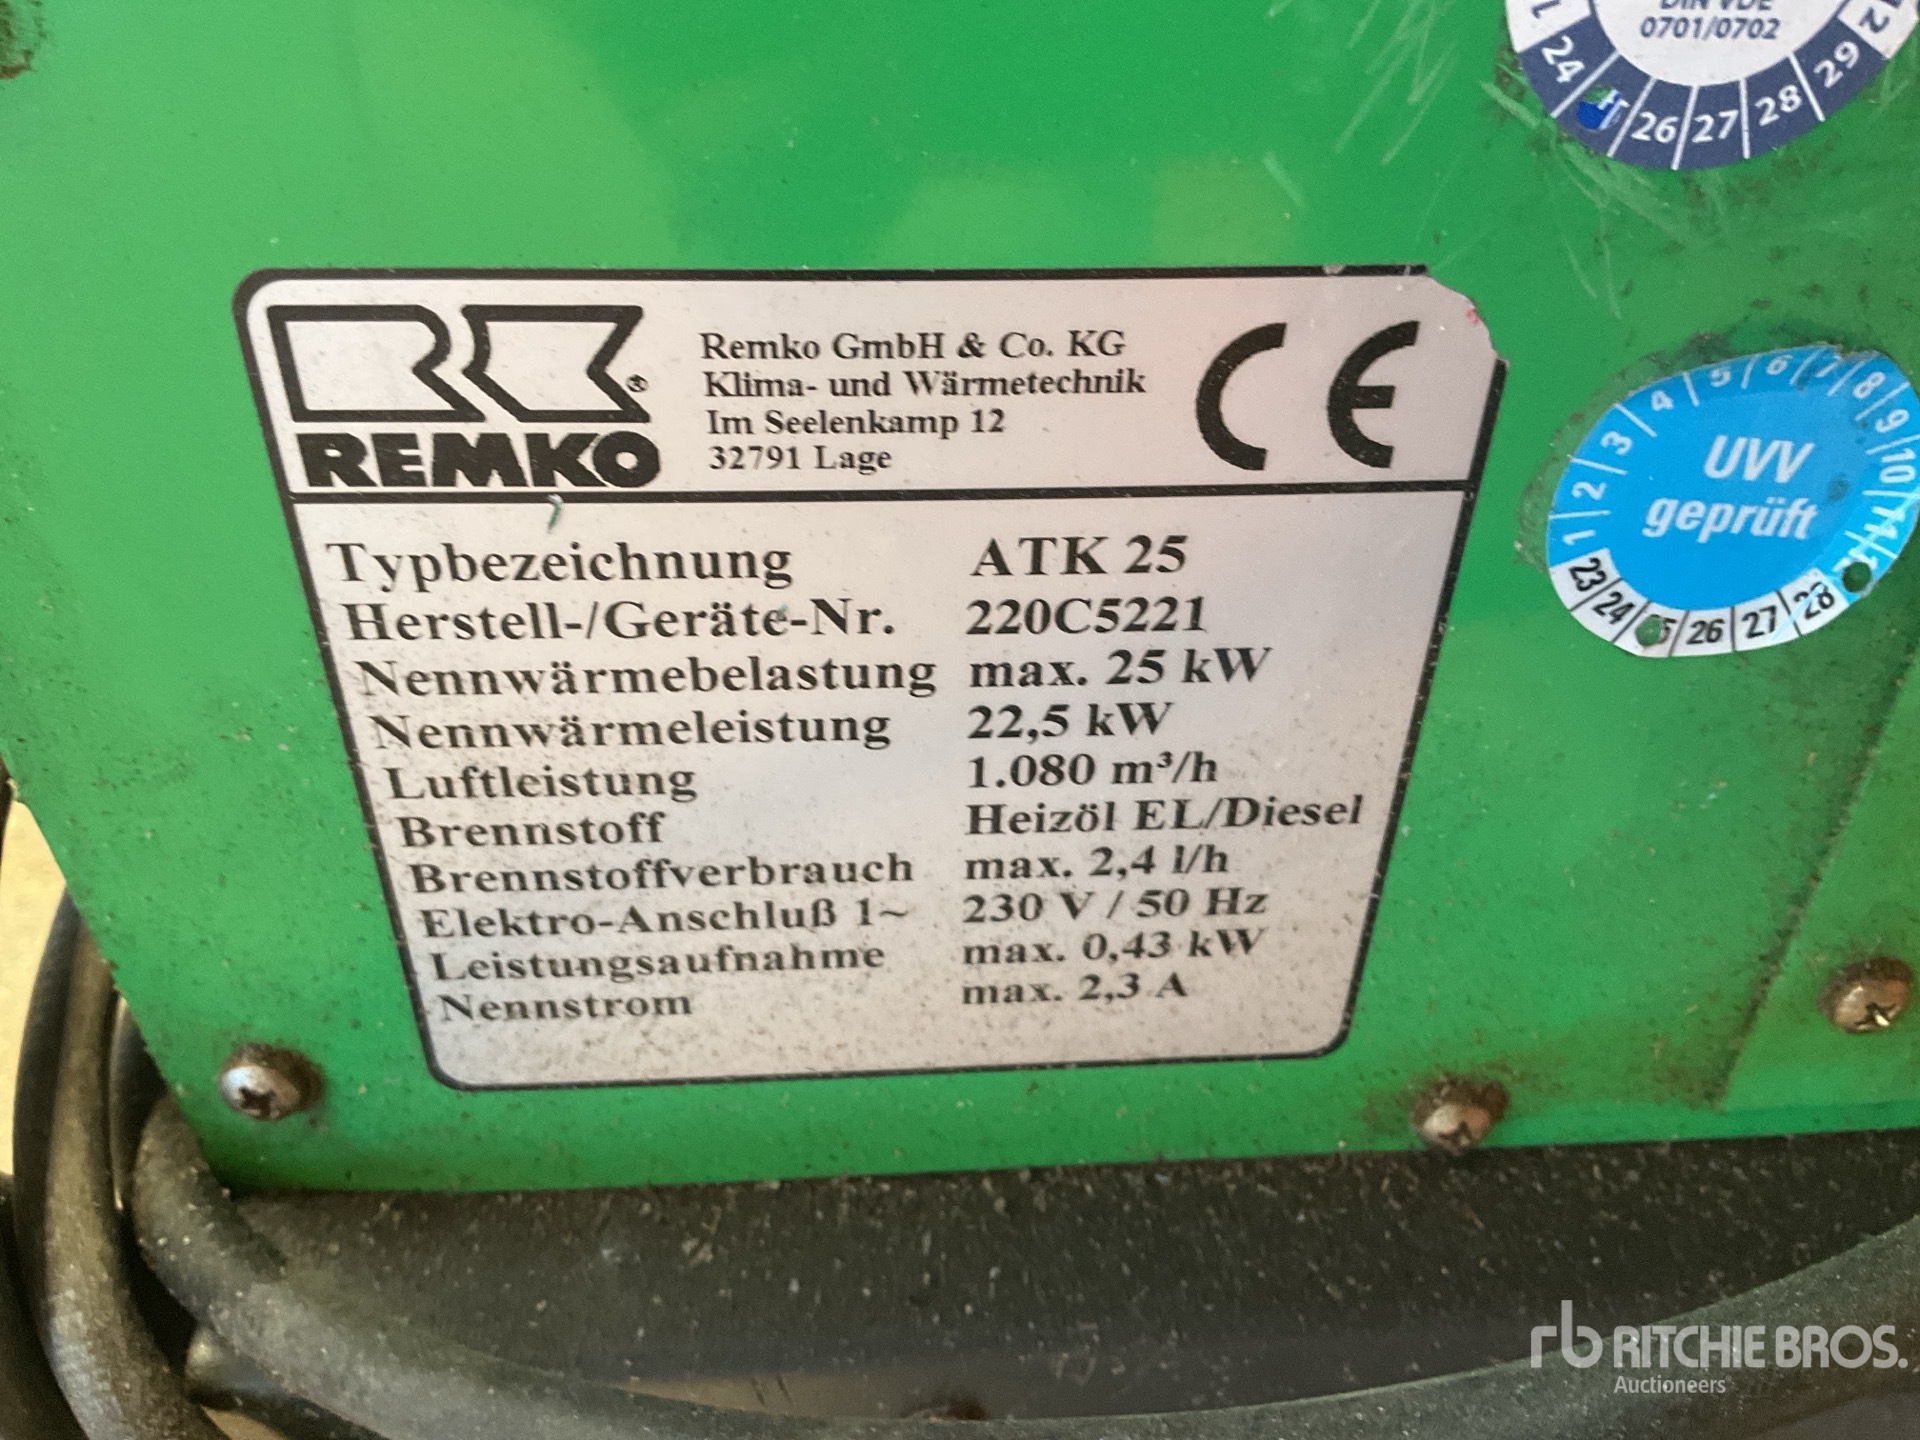 DIN VDE
0701/0702
24 26 27 28 29
12
REMKO
®
Remko GmbH & Co. KG
Klima- und Wärmetechnik
Im Seelenkamp 12
32791 Lage
CE
Typbezeichnung ATK 25
Herstell-/Geräte-Nr. 220C5221
Nennwärmebelastung max. 25 kW
Nennwärmeleistung 22,5 kW
Luftleistung 1.080 m³/h
Brennstoff Heizöl EL/Diesel
Brennstoffverbrauch max. 2,4 l/h
Elektro-Anschluß 1~ 230 V / 50 Hz
Leistungsaufnahme max. 0,43 kW
Nennstrom max. 2,3 A
1 2 3 4 5 6 7 8 9 10 11
UVV
geprüft
23 24 26 27 28
rb RITCHIE BROS.
Auctioneers